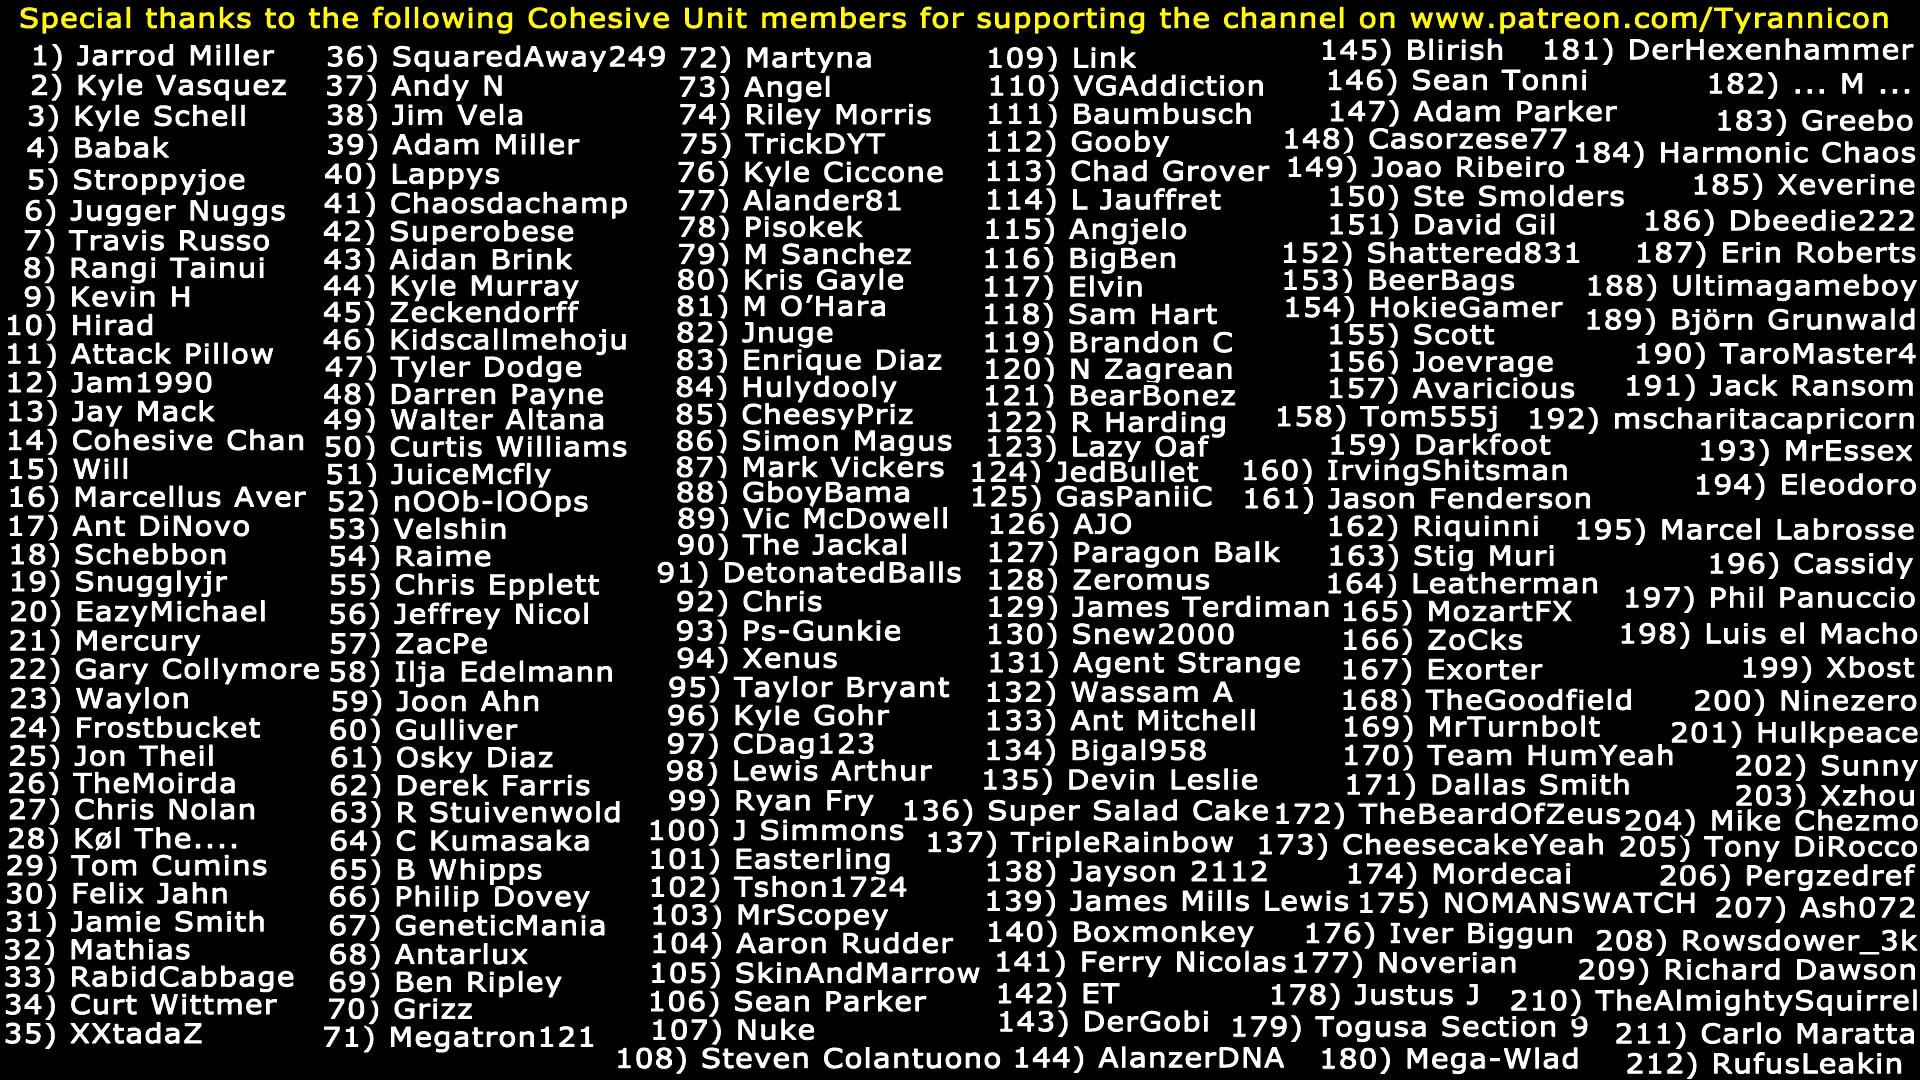 Special thanks to the following Cohesive Unit members for supporting the channel on www.patreon.com/Tyrannicon
1) Jarrod Miller
2) Kyle Vasquez
3) Kyle Schell
4) Babak
5) Stroppyjoe
6) Jugger Nuggs
7) Travis Russo
8) Rangi Tainui
9) Kevin H
10) Hirad
11) Attack Pillow
12) Jam1990
13) Jay Mack
14) Cohesive Chan
15) Will
16) Marcellus Aver
17) Ant DiNovo
18) Schebbon
19) Snugglyjr
20) EazyMichael
21) Mercury
22) Gary Collymore
23) Waylon
24) Frostbucket
25) Jon Theil
26) TheMoirda
27) Chris Nolan
28) Køl The....
29) Tom Cumins
30) Felix Jahn
31) Jamie Smith
32) Mathias
33) RabidCabbage
34) Curt Wittmer
35) XXtadaZ
36) SquaredAway249
37) Andy N
38) Jim Vela
39) Adam Miller
40) Lappys
41) Chaosdachamp
42) Superobese
43) Aidan Brink
44) Kyle Murray
45) Zeckendorff
46) Kidscallmehoju
47) Tyler Dodge
48) Darren Payne
49) Walter Altana
50) Curtis Williams
51) JuiceMcfly
52) nOOb-lOOps
53) Velshin
54) Raime
55) Chris Epplett
56) Jeffrey Nicol
57) ZacPe
58) Ilja Edelmann
59) Joon Ahn
60) Gulliver
61) Osky Diaz
62) Derek Farris
63) R Stuivenwold
64) C Kumasaka
65) B Whipps
66) Philip Dovey
67) GeneticMania
68) Antarlux
69) Ben Ripley
70) Grizz
71) Megatron121
72) Martyna
73) Angel
74) Riley Morris
75) TrickDYT
76) Kyle Ciccone
77) Alander81
78) Pisokek
79) M Sanchez
80) Kris Gayle
81) M O'Hara
82) Jnuge
83) Enrique Diaz
84) Hulydooly
85) CheesyPriz
86) Simon Magus
87) Mark Vickers
88) GboyBama
89) Vic McDowell
90) The Jackal
91) DetonatedBalls
92) Chris
93) Ps-Gunkie
94) Xenus
95) Taylor Bryant
96) Kyle Gohr
97) CDag123
98) Lewis Arthur
99) Ryan Fry
100) J Simmons
101) Easterling
102) Tshon1724
103) MrScopey
104) Aaron Rudder
105) SkinAndMarrow
106) Sean Parker
107) Nuke
108) Steven Colantuono
109) Link
110) VGAddiction
111) Baumbusch
112) Gooby
113) Chad Grover
114) L Jauffret
115) Angjelo
116) BigBen
117) Elvin
118) Sam Hart
119) Brandon C
120) N Zagrean
121) BearBonez
122) R Harding
123) Lazy Oaf
124) JedBullet
125) GasPaniiC
126) AJO
127) Paragon Balk
128) Zeromus
129) James Terdiman
130) Snew2000
131) Agent Strange
132) Wassam A
133) Ant Mitchell
134) Bigal958
135) Devin Leslie
136) Super Salad Cake
137) TripleRainbow
138) Jayson 2112
139) James Mills Lewis
140) Boxmonkey
141) Ferry Nicolas
142) ET
143) DerGobi
144) AlanzerDNA
145) Blirish
146) Sean Tonni
147) Adam Parker
148) Casorzese77
149) Joao Ribeiro
150) Ste Smolders
151) David Gil
152) Shattered831
153) BeerBags
154) HokieGamer
155) Scott
156) Joevrage
157) Avaricious
158) Tom555j
159) Darkfoot
160) IrvingShitsman
161) Jason Fenderson
162) Riquinni
163) Stig Muri
164) Leatherman
165) MozartFX
166) ZoCks
167) Exorter
168) TheGoodfield
169) MrTurnbolt
170) Team HumYeah
171) Dallas Smith
172) TheBeardOfZeus
173) CheesecakeYeah
174) Mordecai
175) NOMANSWATCH
176) Iver Biggun
177) Noverian
178) Justus J
179) Togusa Section 9
180) Mega-Wlad
181) DerHexenhammer
182) ... M ...
183) Greebo
184) Harmonic Chaos
185) Xeverine
186) Dbeedie222
187) Erin Roberts
188) Ultimagameboy
189) Björn Grunwald
190) TaroMaster4
191) Jack Ransom
192) mscharitacapricorn
193) MrEssex
194) Eleodoro
195) Marcel Labrosse
196) Cassidy
197) Phil Panuccio
198) Luis el Macho
199) Xbost
200) Ninezero
201) Hulkpeace
202) Sunny
203) Xzhou
204) Mike Chezmo
205) Tony DiRocco
206) Pergzedref
207) Ash072
208) Rowsdower_3k
209) Richard Dawson
210) TheAlmightySquirrel
211) Carlo Maratta
212) RufusLeakin